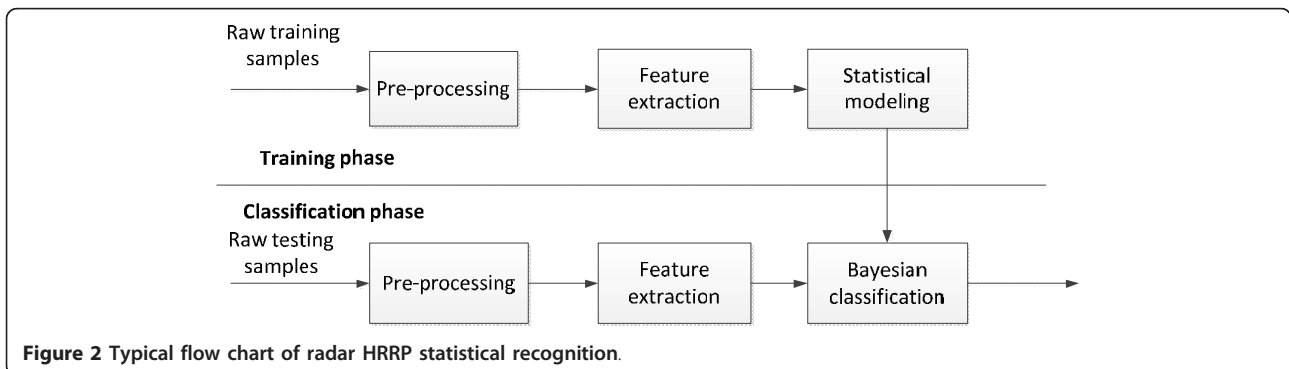 Raw training
samples
Pre-processing
Feature
extraction
Statistical
modeling
Training phase
Classification phase
Raw testing
samples
Pre-processing
Feature
extraction
Bayesian
classification
Figure 2 Typical flow chart of radar HRRP statistical recognition.